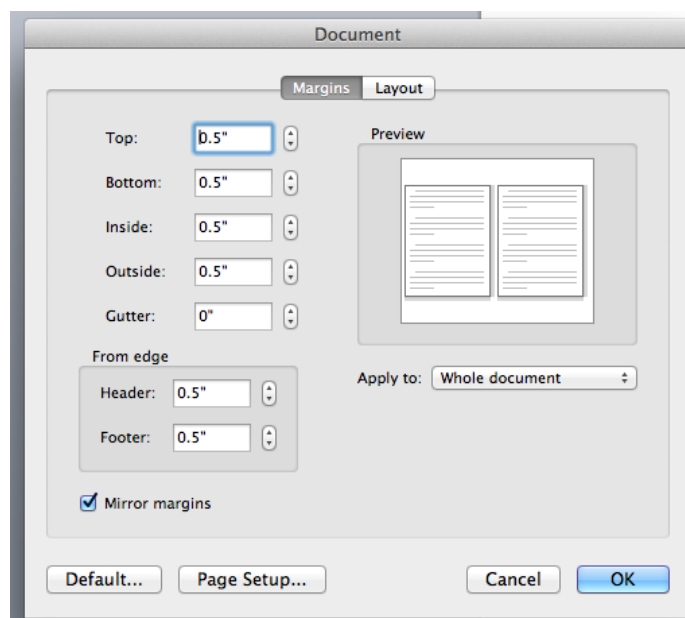 Document
Margins Layout
Top: 0.5"
Bottom: 0.5"
Inside: 0.5"
Outside: 0.5"
Gutter: 0"
From edge
Header: 0.5"
Footer: 0.5"
Mirror margins
Preview
Apply to: Whole document
Default... Page Setup... Cancel OK